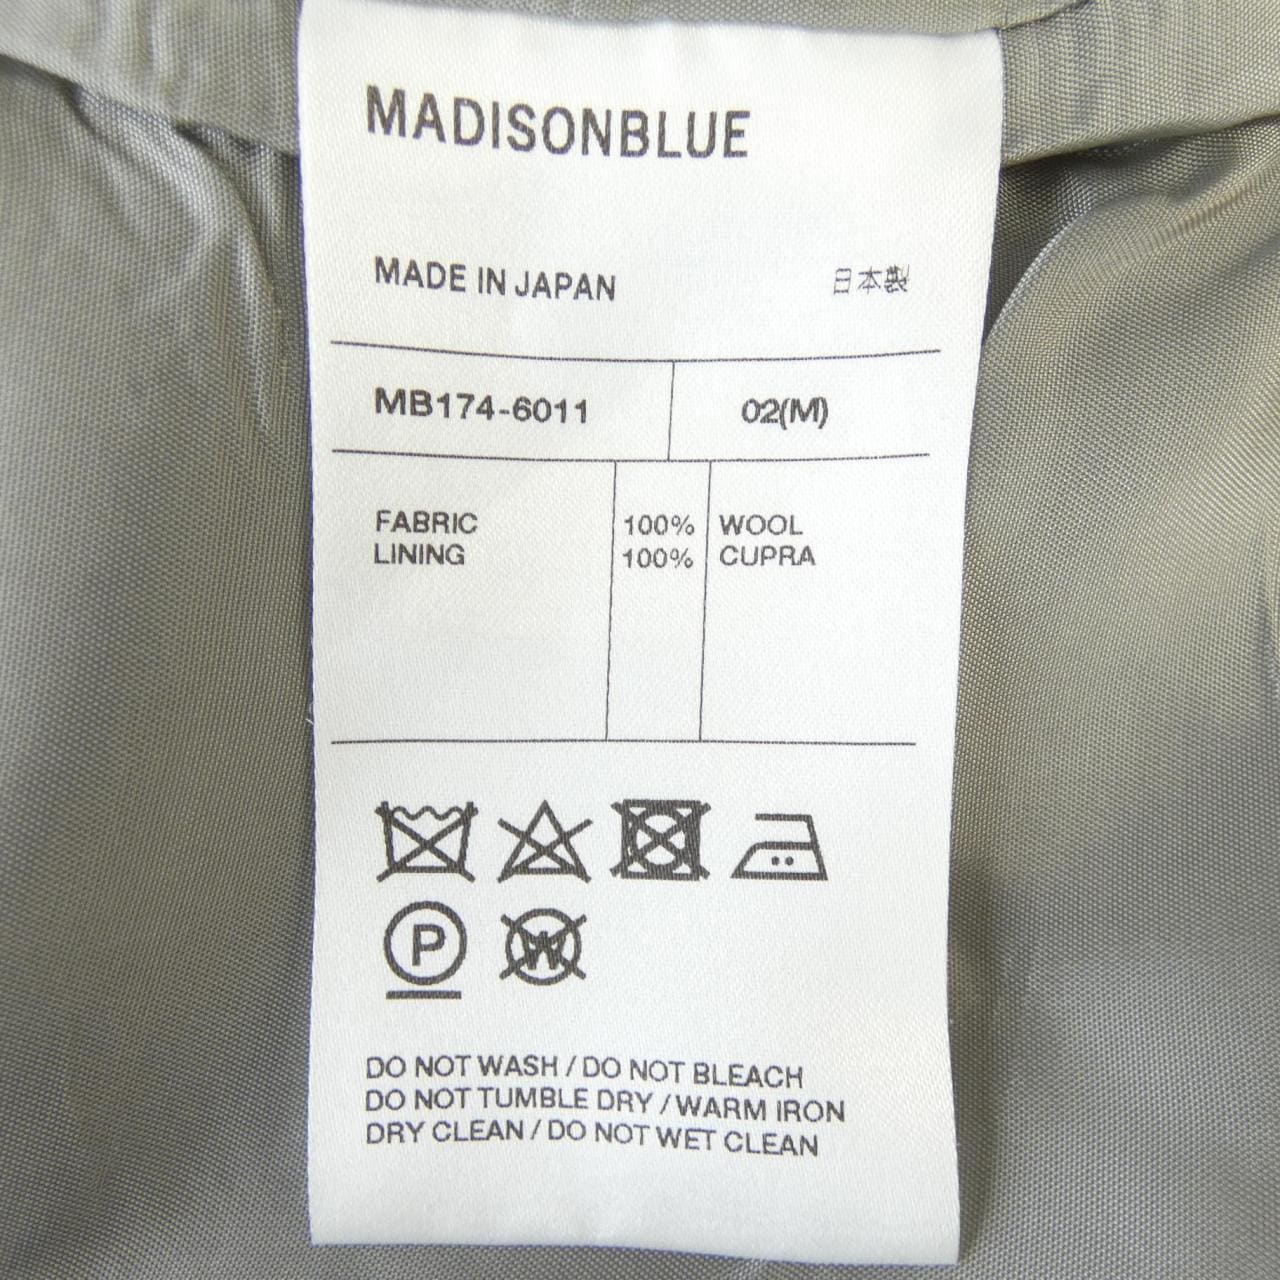 MADISONBLUE
MADE IN JAPAN 日本製
MB174-6011 02(M)
FABRIC 100% WOOL
LINING 100% CUPRA
P W
DO NOT WASH / DO NOT BLEACH
DO NOT TUMBLE DRY / WARM IRON
DRY CLEAN / DO NOT WET CLEAN